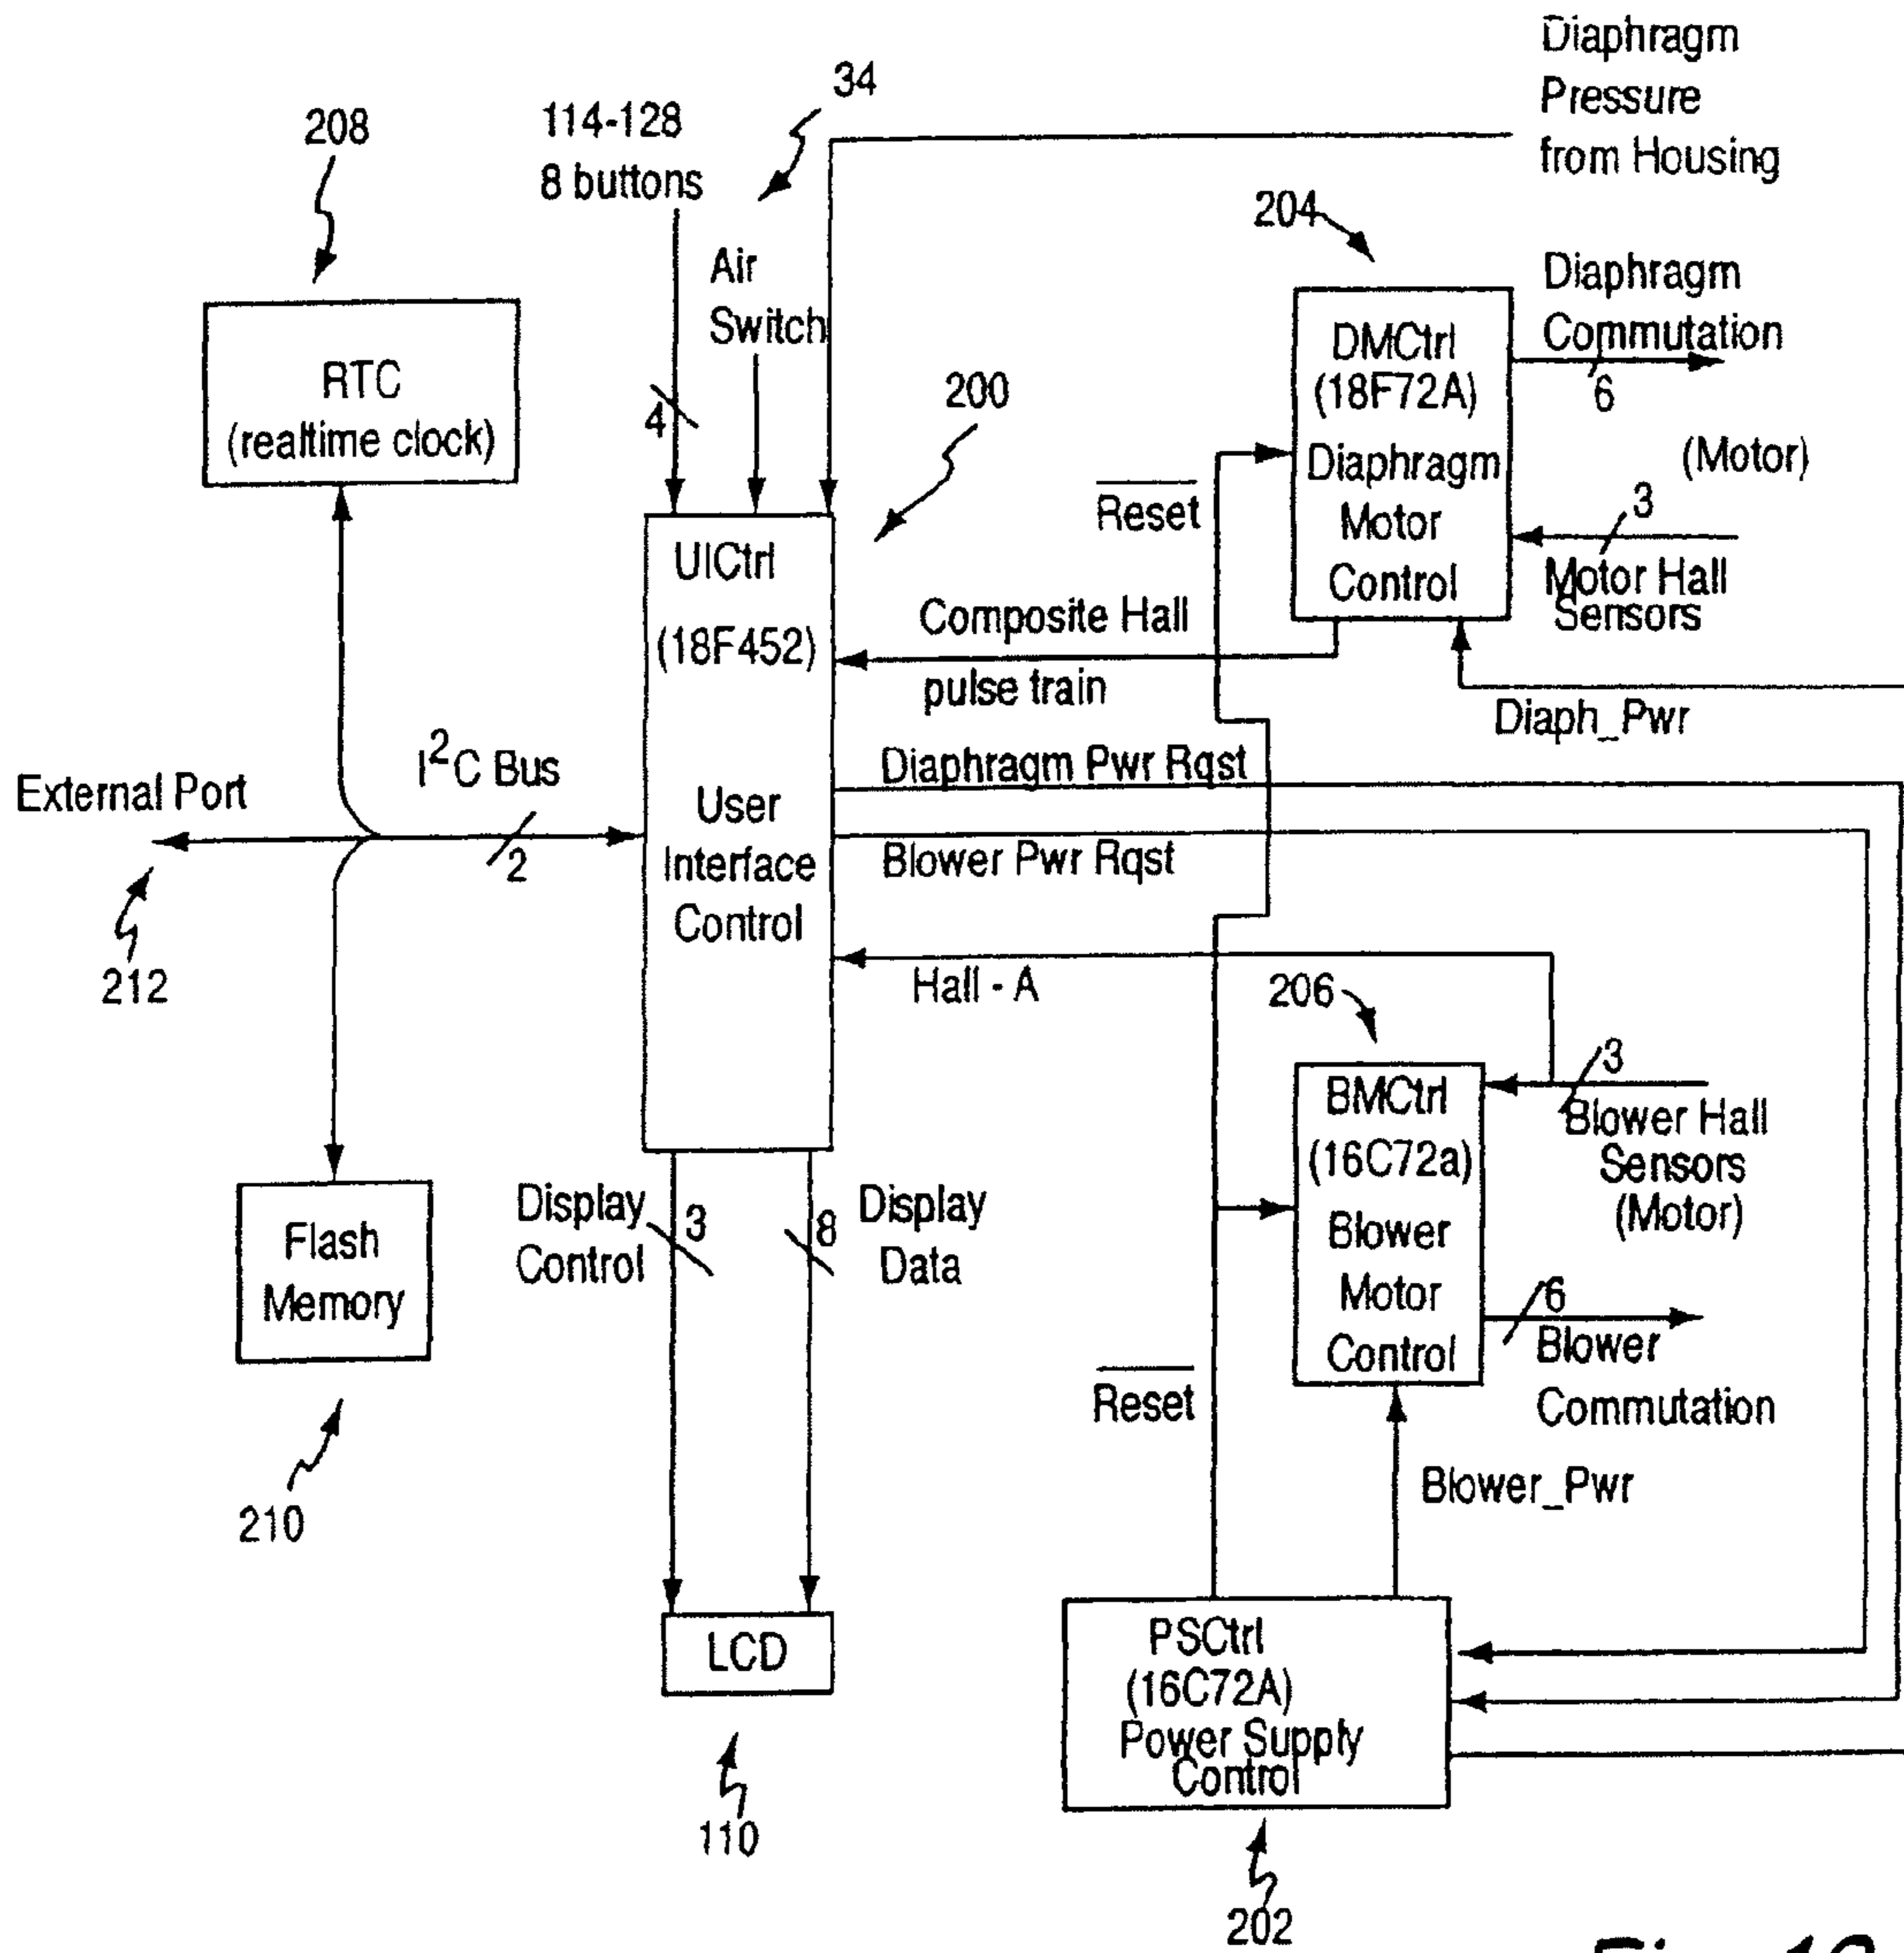 Diaphragm
Pressure
from Housing
34
208
114-128
8 buttons
204
Air
Switch
Diaphragm
Commutation
6
RTC
(realtime clock)
4
200
DMCtrl
(18F72A)
Diaphragm
Motor
Control
(Motor)
3
Motor Hall
Sensors
Reset
UICtrl
(18F452)
User
Interface
Control
Composite Hall
pulse train
Diaph_Pwr
External Port
I2C Bus
2
Diaphragm Pwr Rqst
Blower Pwr Rqst
212
Hall - A
206
3
BMCtrl
(16C72a)
Blower
Motor
Control
Blower Hall
Sensors
(Motor)
Flash
Memory
Display
Control
3
8
Display
Data
6
Blower
Commutation
Reset
210
Blower_Pwr
LCD
PSCtrl
(16C72A)
Power Supply
Control
110
202